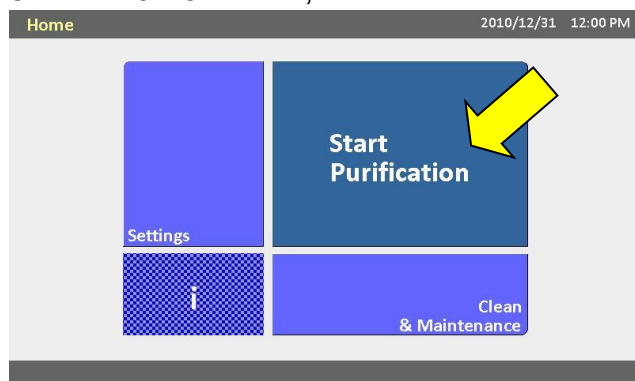 Home
2010/12/31 12:00 PM
Start
Purification
Settings
i
Clean
& Maintenance